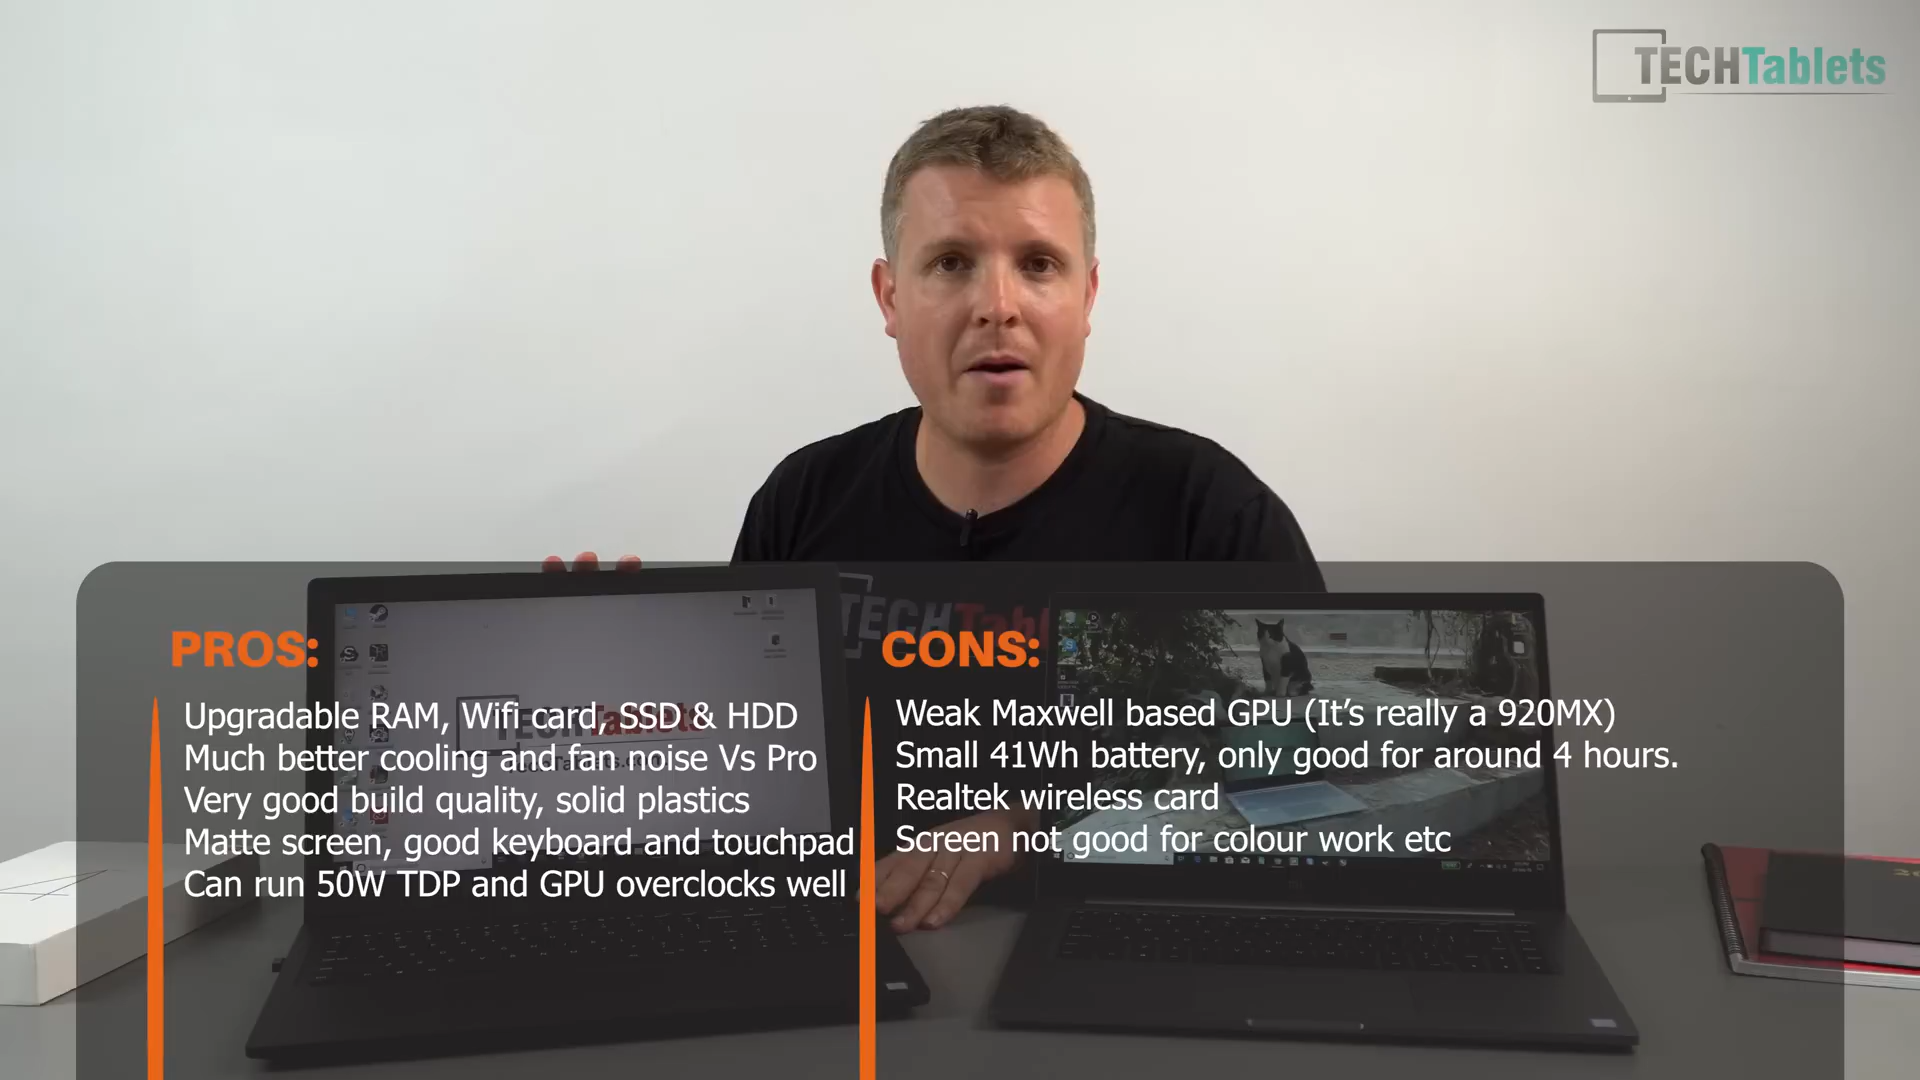 TECHTablets
PROS:
Upgradable RAM, Wifi card, SSD & HDD
Much better cooling and fan noise Vs Pro
Very good build quality, solid plastics
Matte screen, good keyboard and touchpad
Can run 50W TDP and GPU overclocks well
CONS:
Weak Maxwell based GPU (It's really a 920MX)
Small 41Wh battery, only good for around 4 hours.
Realtek wireless card
Screen not good for colour work etc